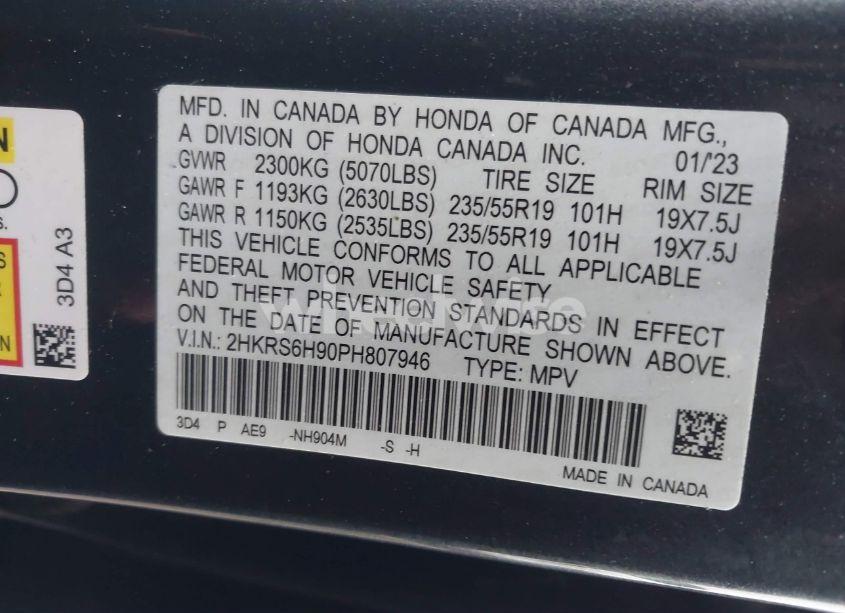 N
S.
S
R
N
3D4 A3
MFD. IN CANADA BY HONDA OF CANADA MFG.,
A DIVISION OF HONDA CANADA INC. 01/'23
GVWR 2300KG (5070LBS) TIRE SIZE RIM SIZE
GAWR F 1193KG (2630LBS) 235/55R19 101H 19X7.5J
GAWR R 1150KG (2535LBS) 235/55R19 101H 19X7.5J
THIS VEHICLE CONFORMS TO ALL APPLICABLE
FEDERAL MOTOR VEHICLE SAFETY
AND THEFT PREVENTION STANDARDS IN EFFECT
ON THE DATE OF MANUFACTURE SHOWN ABOVE.
V.I.N.: 2HKRS6H90PH807946 TYPE: MPV
3D4 P AE9 -NH904M -S -H
MADE IN CANADA